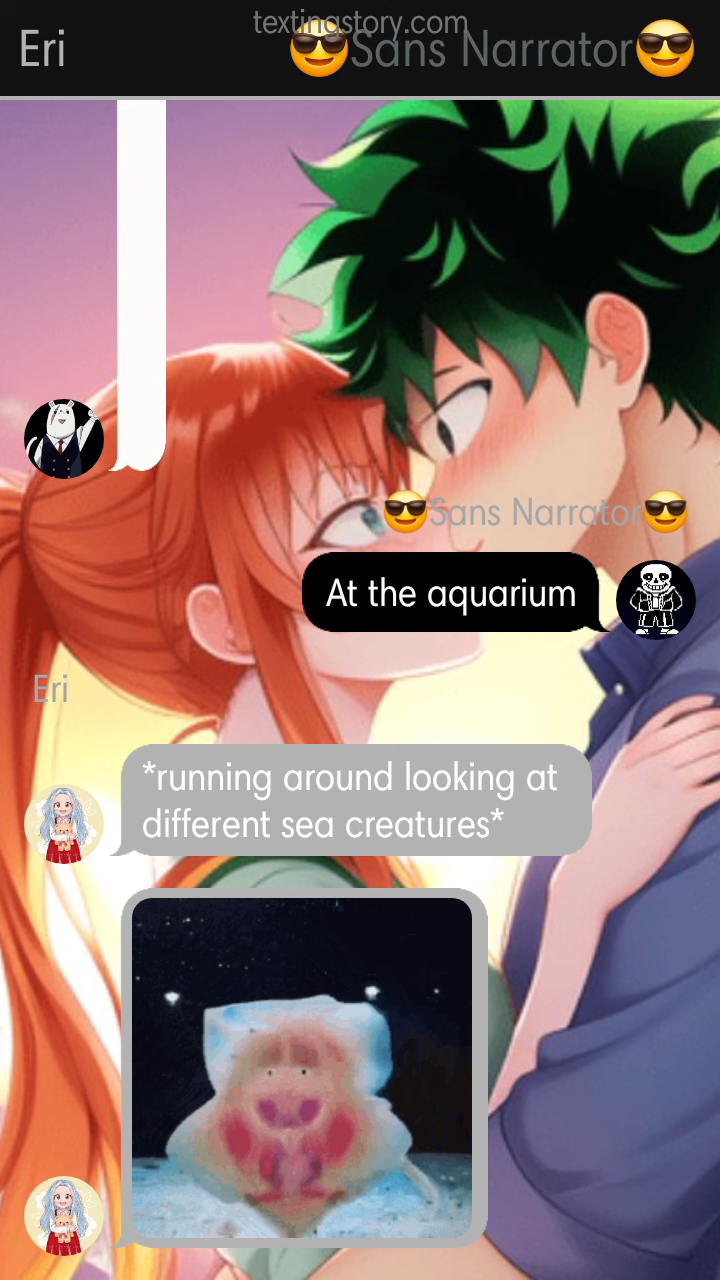 textingstory.com
Eri
😎Sans Narrator😎
😎Sans Narrator😎
At the aquarium
Eri
*running around looking at
different sea creatures*